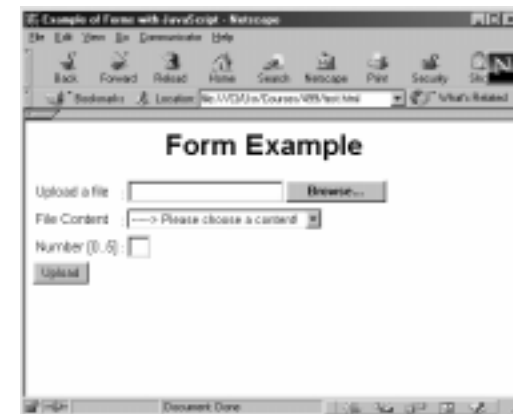 Example of Forms with JavaScript - Netscape
File Edit View Go Communicator Help
Back Forward Reload Home Search Netscape Print Security
Bookmarks Location: What's Related
Form Example
Upload a file : Browse...
File Content : ----> Please choose a content
Number [0..5] :
Upload
Document: Done